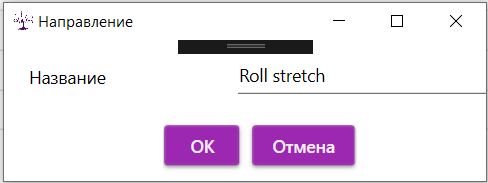 Направление
Название
Roll stretch
OK
Отмена